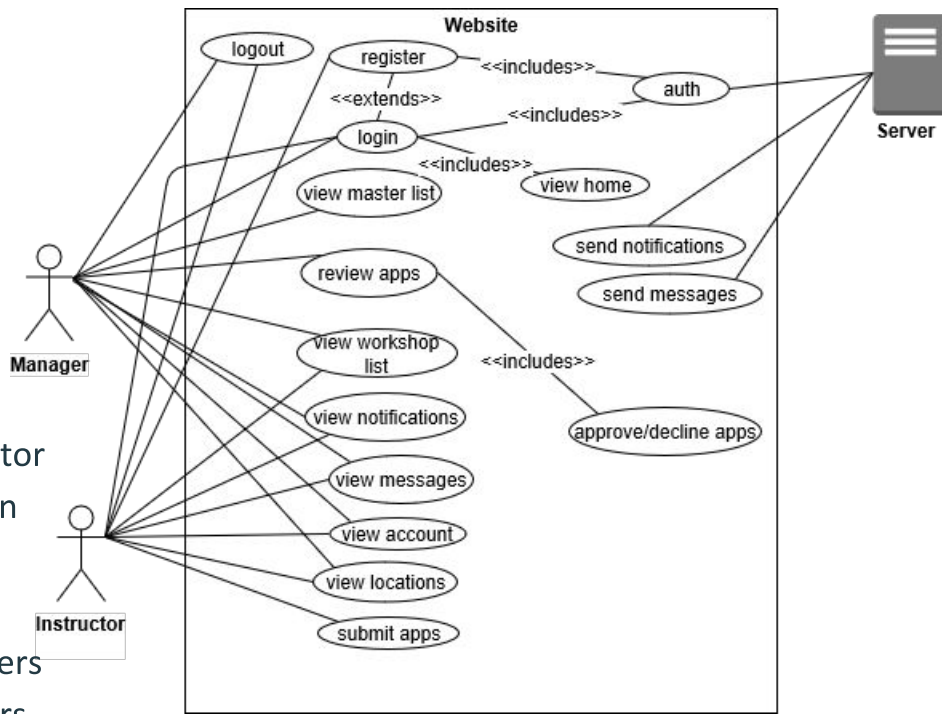 Website
logout
register
<<includes>>
auth
<<extends>>
<<includes>>
login
Server
<<includes>>
view home
view master list
send notifications
review apps
send messages
view workshop
list
<<includes>>
Manager
view notifications
approve/decline apps
tor
view messages
n
view account
view locations
Instructor
submit apps
ers
rs